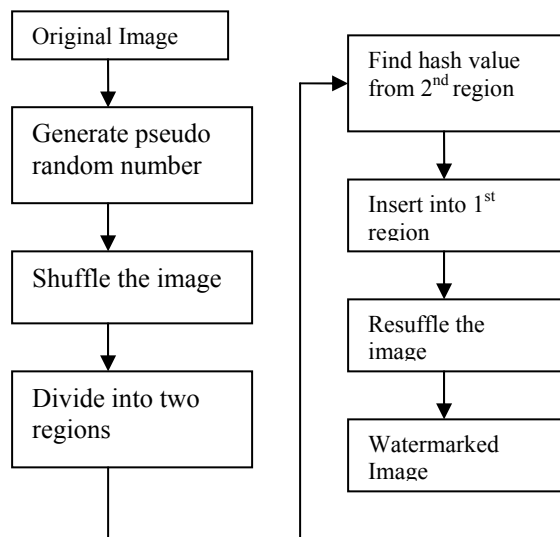 Original Image
Generate pseudo
random number
Shuffle the image
Divide into two
regions
Find hash value
from 2nd region
Insert into 1st
region
Resuffle the
image
Watermarked
Image